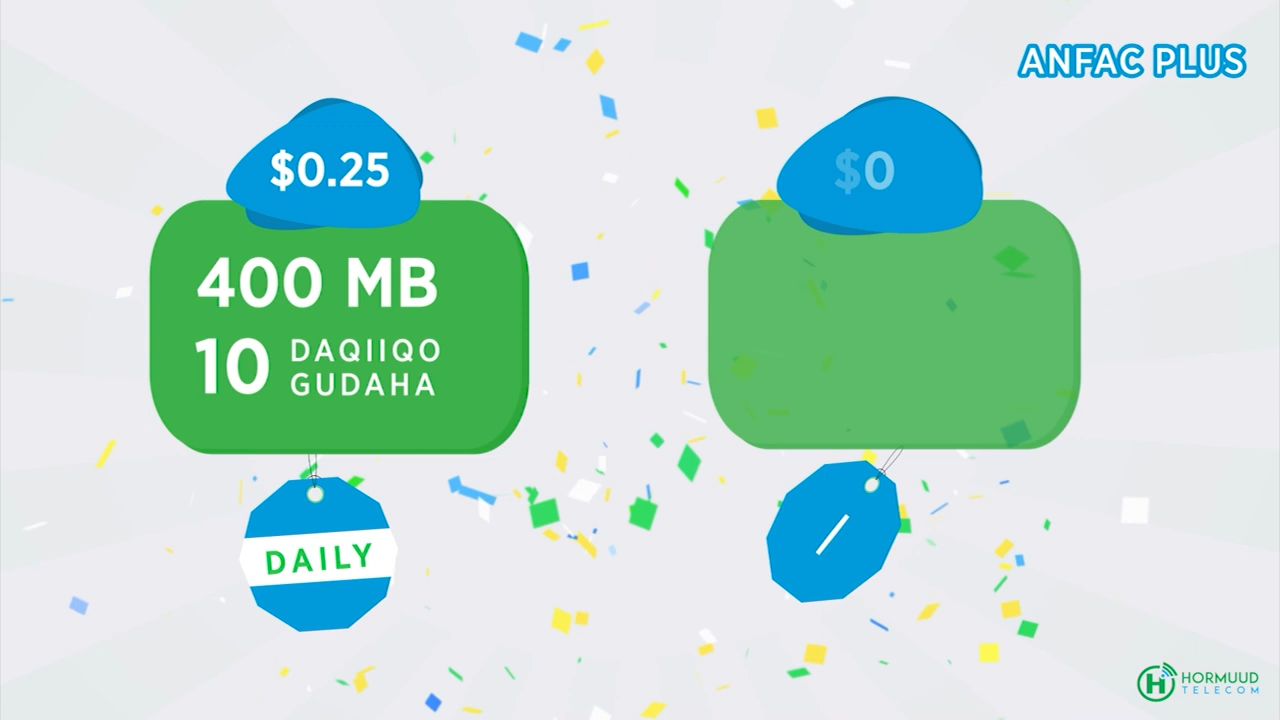 ANFAC PLUS
$0.25
400 MB
10 DAQIIQO
GUDAHA
DAILY
$0
HORMUUD
TELECOM